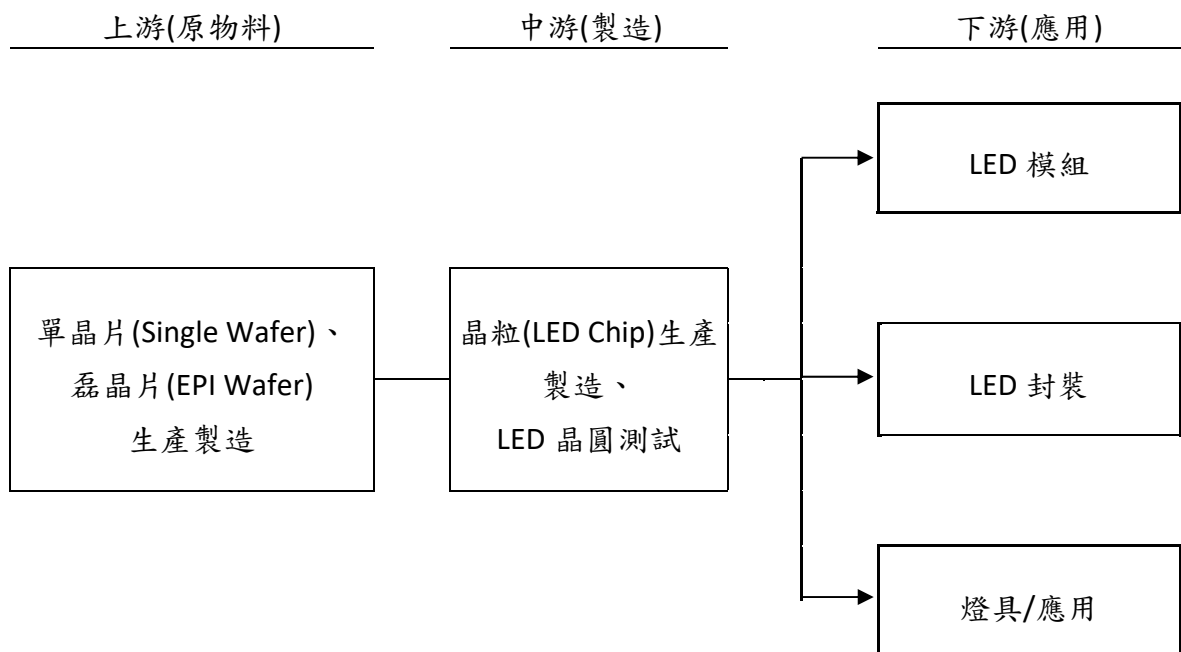 上游(原物料)
中游(製造)
下游(應用)
單晶片(Single Wafer)、
磊晶片(EPI Wafer)
生產製造
晶粒(LED Chip)生產
製造、
LED 晶圓測試
LED 模組
LED 封裝
燈具/應用